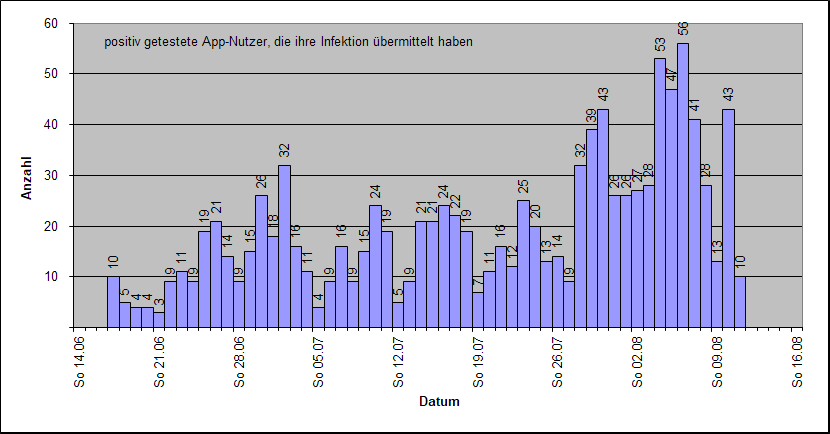 positiv getestete App-Nutzer, die ihre Infektion übermittelt haben
Anzahl
60
50
40
30
20
10
10 5 4 4 3 9 11 9 19 21 14 9 15 26 18 32 16 11 4 9 16 9 15 24 19 5 9 21 21 24 22 19 7 11 16 12 25 20 13 14 9 32 39 43 26 26 27 28 53 47 56 41 28 13 43 10
So 14.06 So 21.06 So 28.06 So 05.07 So 12.07 So 19.07 So 26.07 So 02.08 So 09.08 So 16.08
Datum